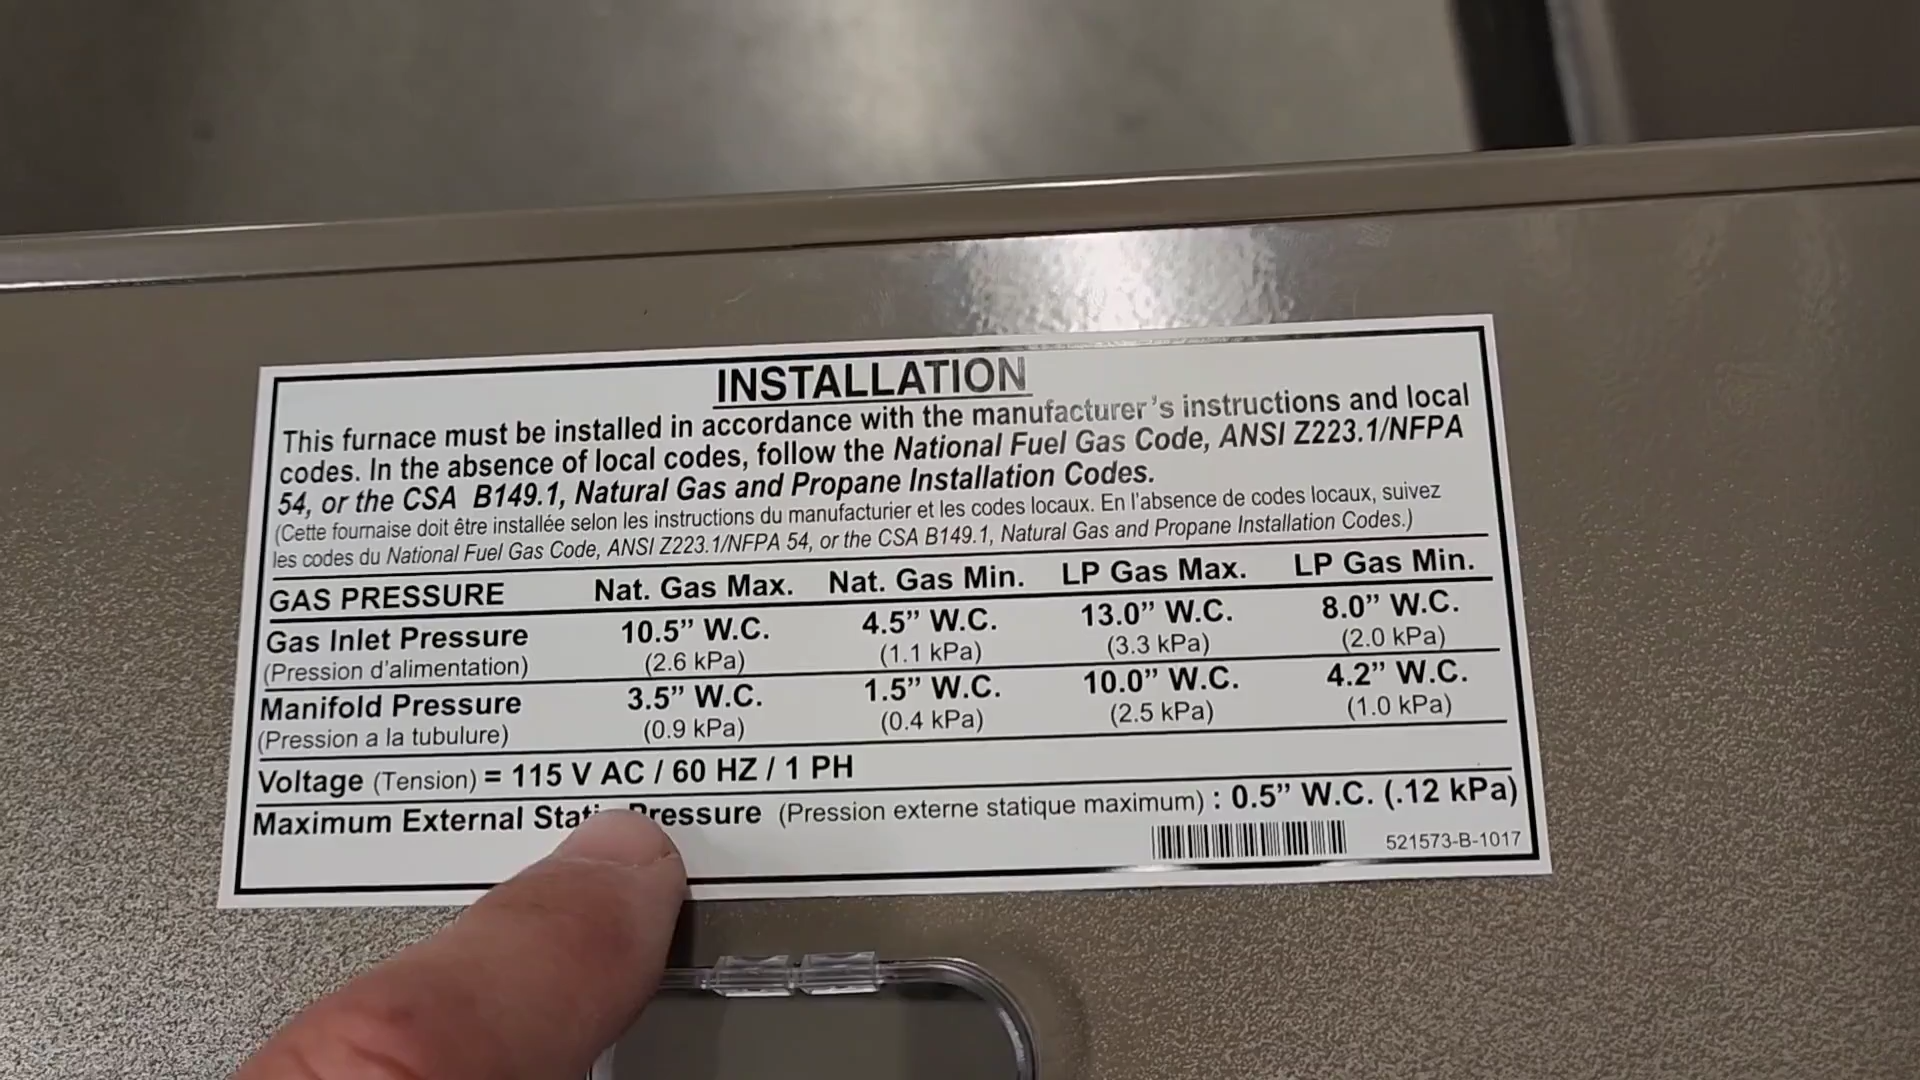 INSTALLATION
This furnace must be installed in accordance with the manufacturer's instructions and local
codes. In the absence of local codes, follow the National Fuel Gas Code, ANSI Z223.1/NFPA
54, or the CSA B149.1, Natural Gas and Propane Installation Codes.
(Cette fournaise doit être installée selon les instructions du manufacturier et les codes locaux. En l'absence de codes locaux, suivez
les codes du National Fuel Gas Code, ANSI Z223.1/NFPA 54, or the CSA B149.1, Natural Gas and Propane Installation Codes.)
GAS PRESSURE Nat. Gas Max. Nat. Gas Min. LP Gas Max. LP Gas Min.
Gas Inlet Pressure 10.5” W.C. 4.5” W.C. 13.0” W.C. 8.0” W.C.
(Pression d'alimentation) (2.6 kPa) (1.1 kPa) (3.3 kPa) (2.0 kPa)
Manifold Pressure 3.5” W.C. 1.5” W.C. 10.0” W.C. 4.2” W.C.
(Pression a la tubulure) (0.9 kPa) (0.4 kPa) (2.5 kPa) (1.0 kPa)
Voltage (Tension) = 115 V AC / 60 HZ / 1 PH
Maximum External Static Pressure (Pression externe statique maximum) : 0.5” W.C. (.12 kPa)
521573-B-1017